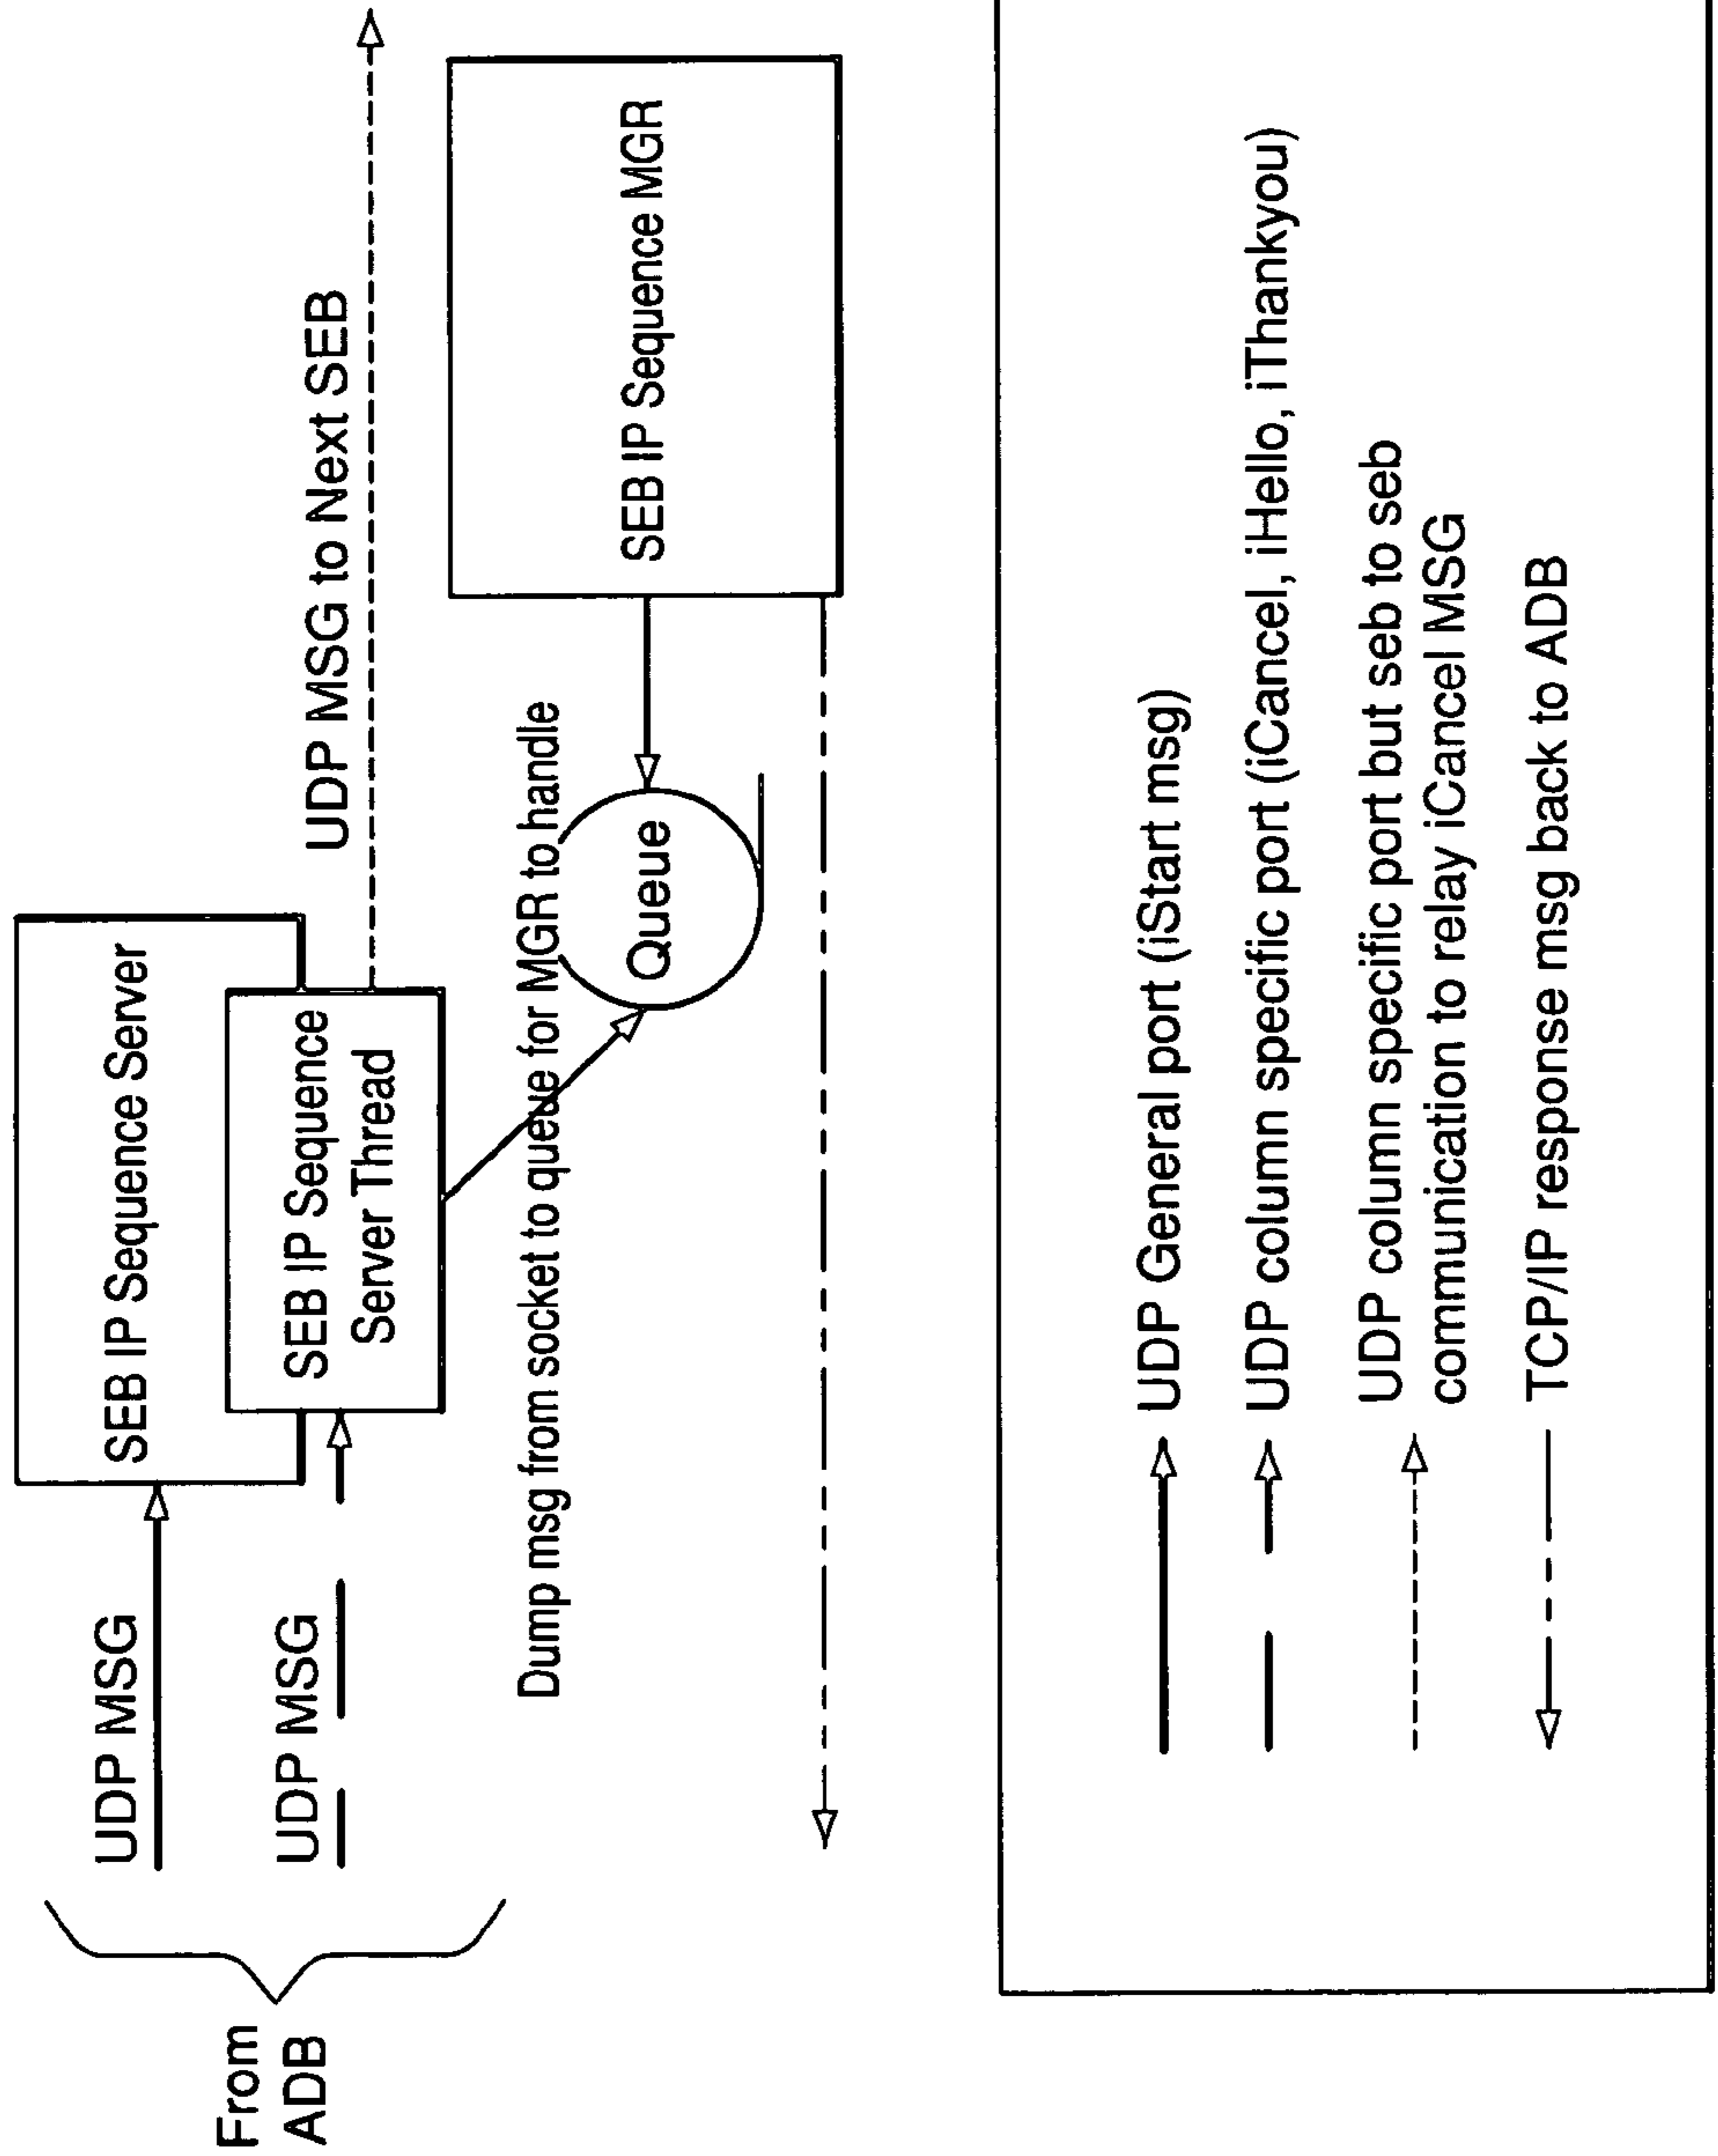 From
ADB
UDP MSG
UDP MSG
SEB IP Sequence Server
SEB IP Sequence
Server Thread
UDP MSG to Next SEB
Dump msg from socket to queue for MGR to handle
Queue
SEB IP Sequence MGR
UDP General port (iStart msg)
UDP column specific port (iCancel, iHello, iThankyou)
UDP column specific port but seb to seb
communication to relay iCancel MSG
TCP/IP response msg back to ADB